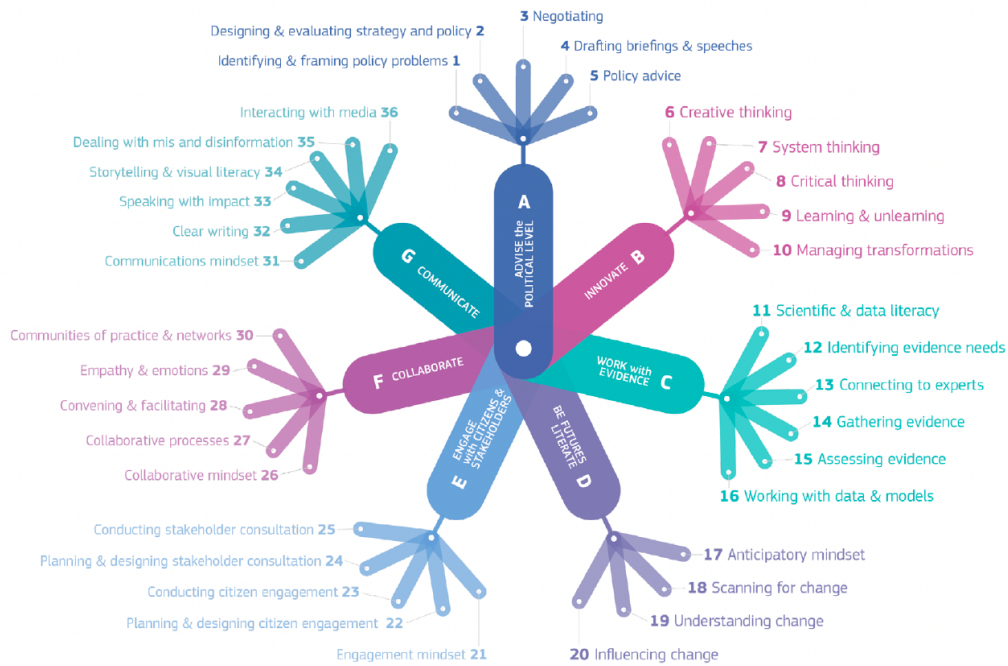 3 Negotiating
Designing & evaluating strategy and policy 2
4 Drafting briefings & speeches
Identifying & framing policy problems 1
5 Policy advice
A
ADVISE the
POLITICAL LEVEL
6 Creative thinking
7 System thinking
8 Critical thinking
9 Learning & unlearning
10 Managing transformations
INNOVATE B
11 Scientific & data literacy
12 Identifying evidence needs
13 Connecting to experts
14 Gathering evidence
15 Assessing evidence
16 Working with data & models
WORK with
EVIDENCE C
17 Anticipatory mindset
18 Scanning for change
19 Understanding change
20 Influencing change
BE FUTURES
LITERATE
D
Conducting stakeholder consultation 25
Planning & designing stakeholder consultation 24
Conducting citizen engagement 23
Planning & designing citizen engagement 22
Engagement mindset 21
ENGAGE
with CITIZENS &
STAKEHOLDERS
E
Communities of practice & networks 30
Empathy & emotions 29
Convening & facilitating 28
Collaborative processes 27
Collaborative mindset 26
F COLLABORATE
Interacting with media 36
Dealing with mis and disinformation 35
Storytelling & visual literacy 34
Speaking with impact 33
Clear writing 32
Communications mindset 31
G COMMUNICATE